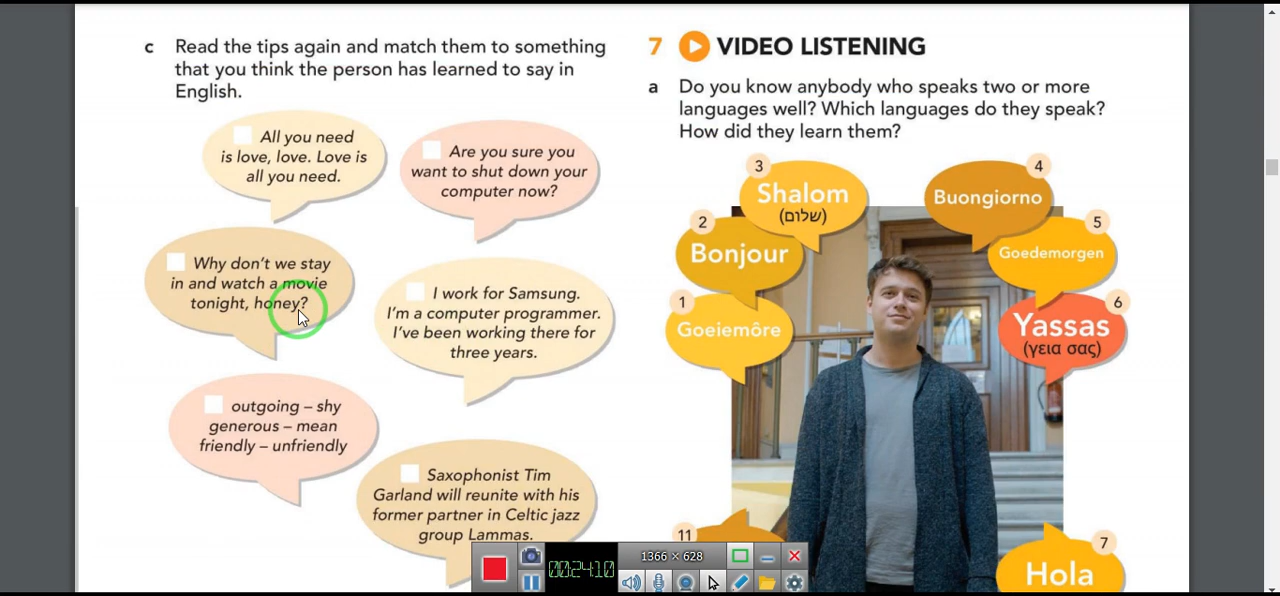 c Read the tips again and match them to something
that you think the person has learned to say in
English.
All you need
is love, love. Love is
all you need.
Are you sure you
want to shut down your
computer now?
Why don't we stay
in and watch a movie
tonight, honey?
I work for Samsung.
I'm a computer programmer.
I've been working there for
three years.
outgoing – shy
generous – mean
friendly – unfriendly
Saxophonist Tim
Garland will reunite with his
former partner in Celtic jazz
group Lammas.
7 VIDEO LISTENING
a Do you know anybody who speaks two or more
languages well? Which languages do they speak?
How did they learn them?
3
Shalom
(שלום)
4
Buongiorno
2
Bonjour
5
Goedemorgen
1
Goeiemôre
6
Yassas
(γεια σας)
11
7
Hola
1366 × 628
00:24:10